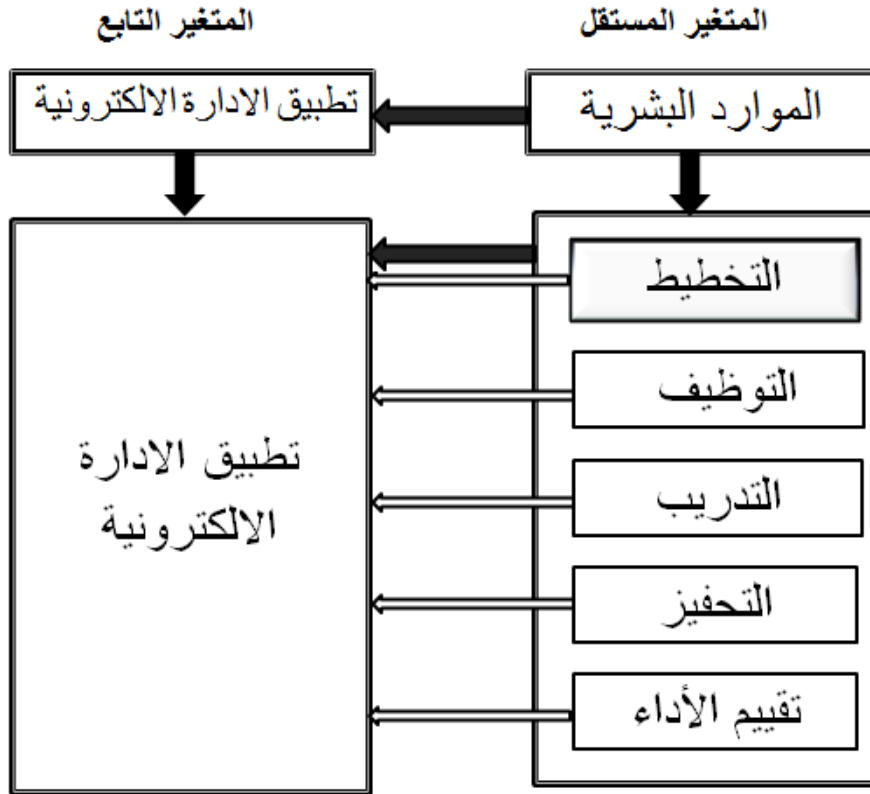 المتغير المستقل
المتغير التابع
الموارد البشرية
تطبيق الادارة الالكترونية
التخطيط
التوظيف
التدريب
التحفيز
تقييم الأداء
تطبيق الادارة
الالكترونية